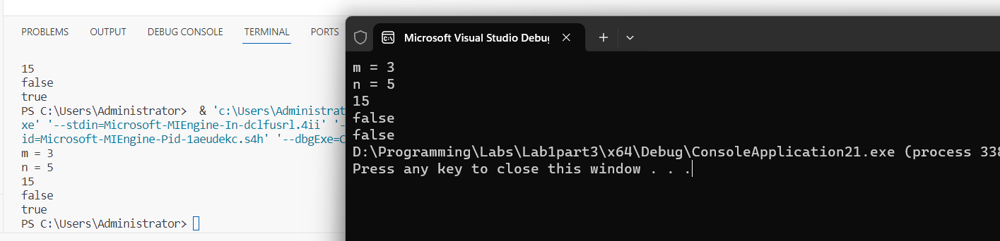 PROBLEMS OUTPUT DEBUG CONSOLE TERMINAL PORTS
15
false
true
PS C:\Users\Administrator> & 'c:\Users\Administrat
xe' '--stdin=Microsoft-MIEngine-In-dclfusrl.4ii' '-
id=Microsoft-MIEngine-Pid-1aeudekc.s4h' '--dbgExe=C
m = 3
n = 5
15
false
true
PS C:\Users\Administrator>
Microsoft Visual Studio Debu
m = 3
n = 5
15
false
false
D:\Programming\Labs\Lab1part3\x64\Debug\ConsoleApplication21.exe (process 338
Press any key to close this window . . .